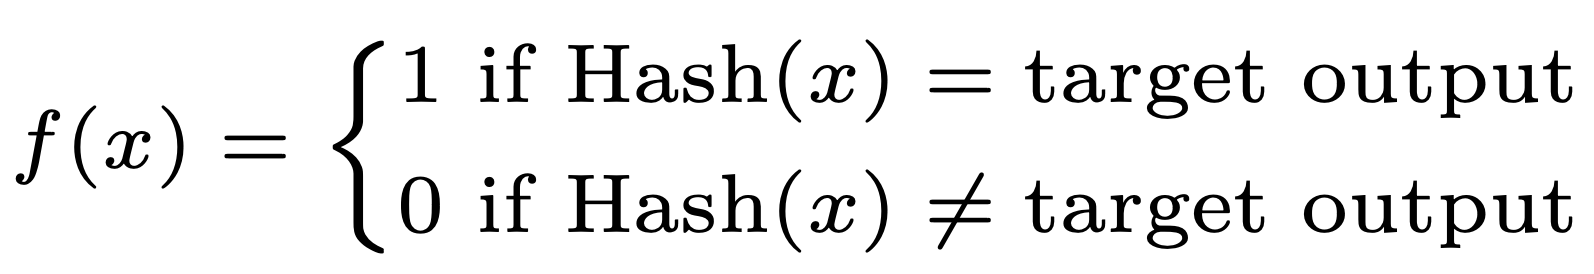 f(x) = { 1 if Hash(x) = target output
0 if Hash(x) ≠ target output